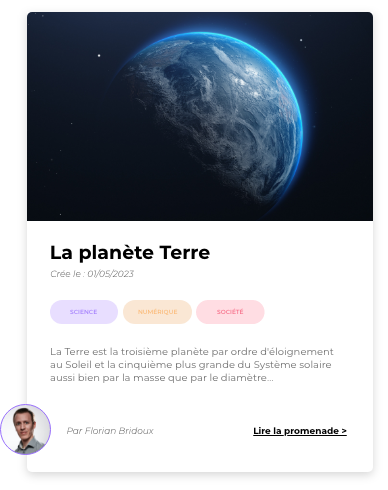 La planète Terre
Crée le : 01/05/2023
SCIENCE NUMÉRIQUE SOCIÉTÉ
La Terre est la troisième planète par ordre d'éloignement
au Soleil et la cinquième plus grande du Système solaire
aussi bien par la masse que par le diamètre...
Par Florian Bridoux Lire la promenade >